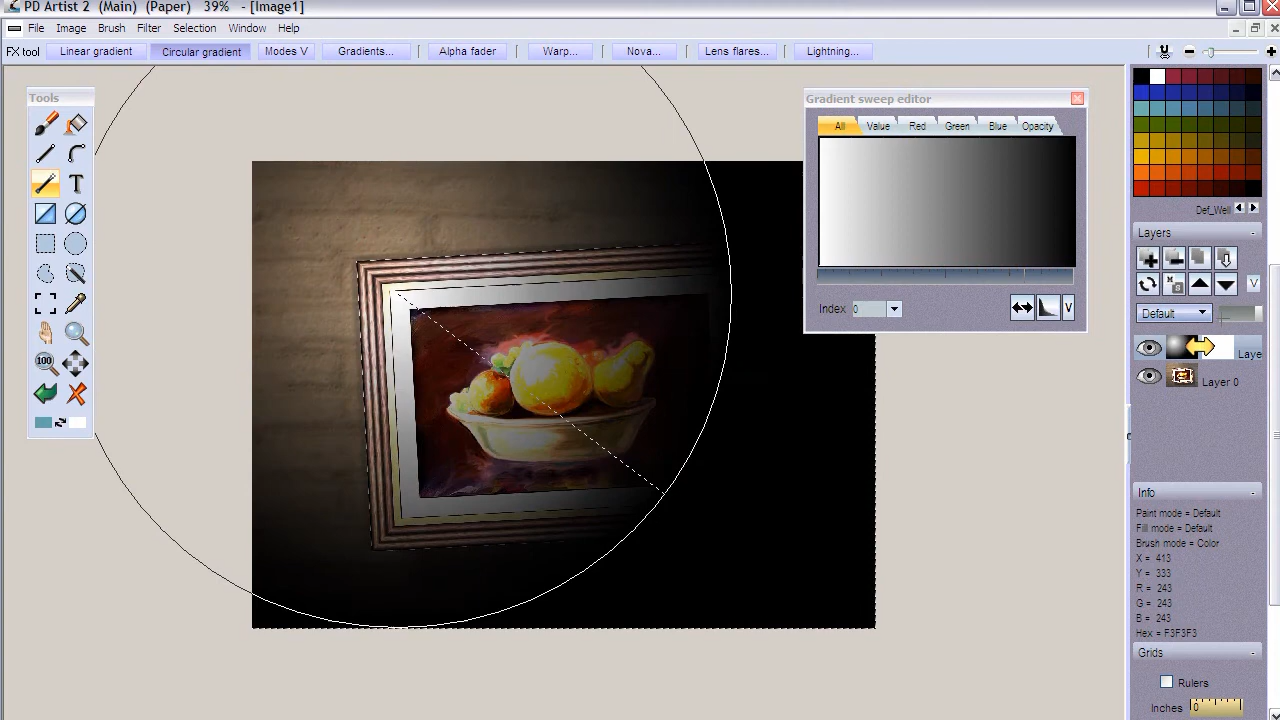 PD Artist 2 (Main) (Paper) 39% - [Image1]
File Image Brush Filter Selection Window Help
FX tool Linear gradient Circular gradient Modes V Gradients... Alpha fader Warp... Nova... Lens flares... Lightning...
Tools
100
Gradient sweep editor
All Value Red Green Blue Opacity
Index 0
V
Def_Well
Layers -
M S
V
Default
Laye
Layer 0
Info -
Paint mode = Default
Fill mode = Default
Brush mode = Color
X = 413
Y = 333
R = 243
G = 243
B = 243
Hex = F3F3F3
Grids -
Rulers
Inches 0